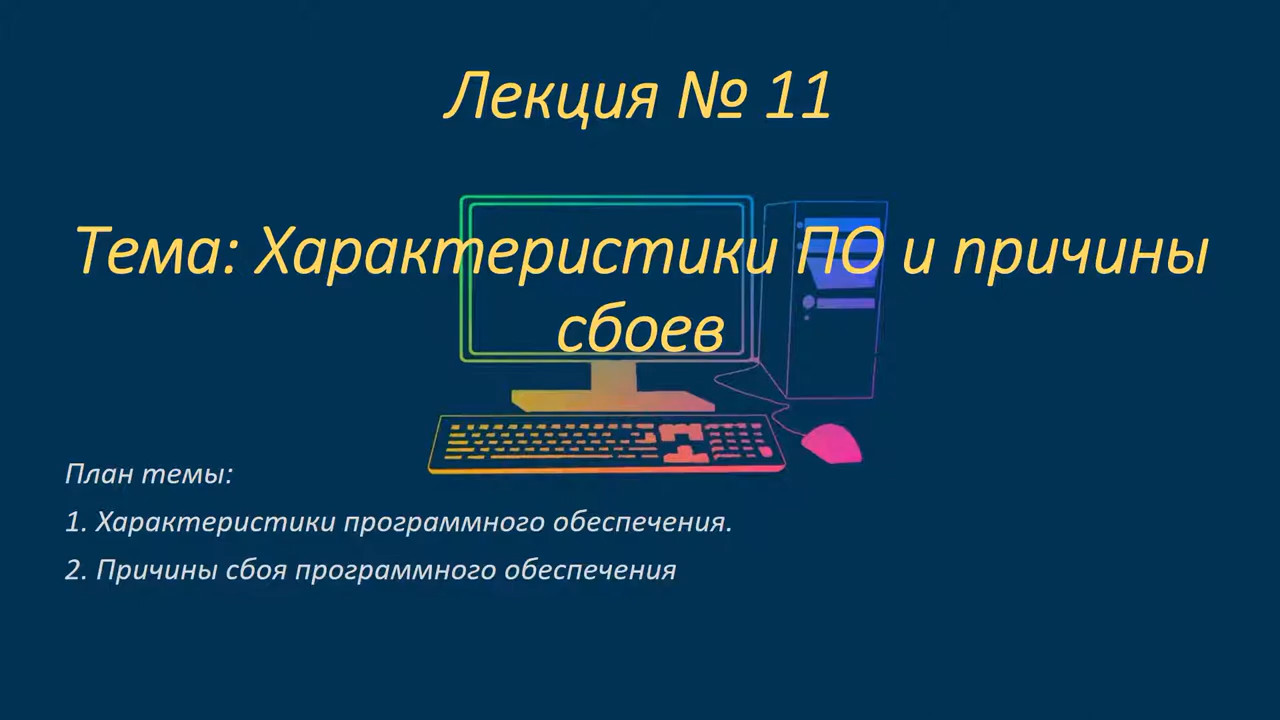 Лекция № 11
Тема: Характеристики ПО и причины
сбоев
План темы:
1. Характеристики программного обеспечения.
2. Причины сбоя программного обеспечения